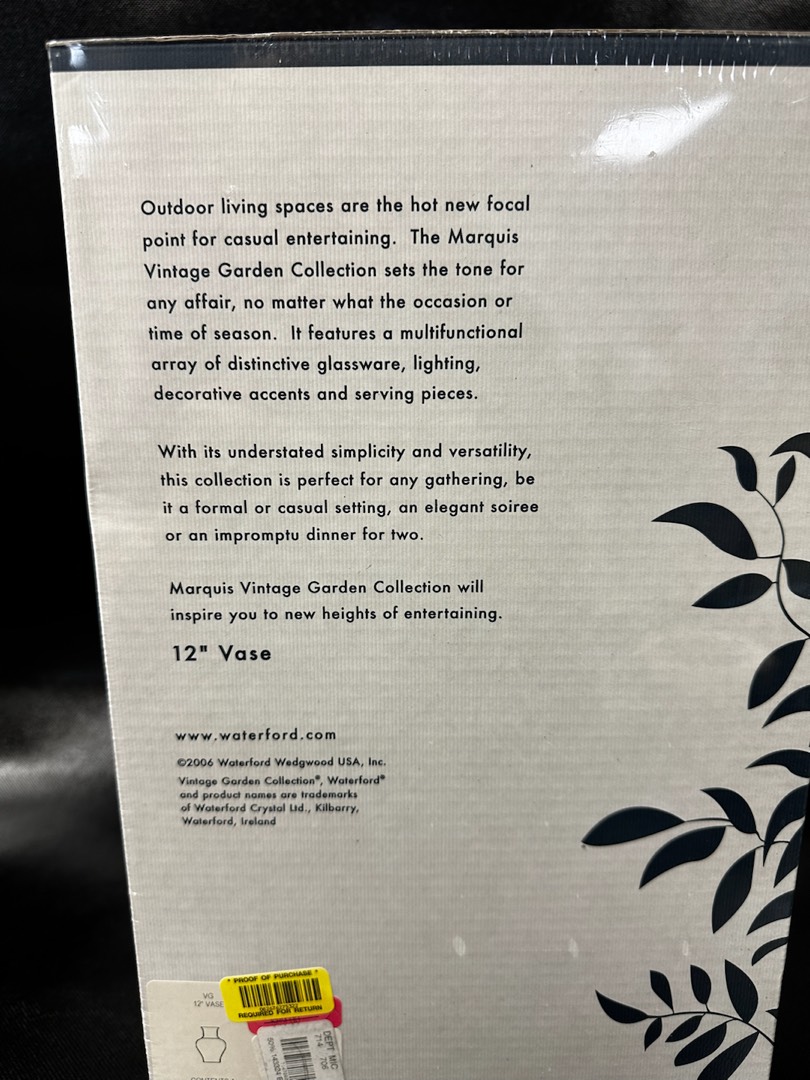 Outdoor living spaces are the hot new focal
point for casual entertaining. The Marquis
Vintage Garden Collection sets the tone for
any affair, no matter what the occasion or
time of season. It features a multifunctional
array of distinctive glassware, lighting,
decorative accents and serving pieces.
With its understated simplicity and versatility,
this collection is perfect for any gathering, be
it a formal or casual setting, an elegant soiree
or an impromptu dinner for two.
Marquis Vintage Garden Collection will
inspire you to new heights of entertaining.
12" Vase
www.waterford.com
©2006 Waterford Wedgwood USA, Inc.
Vintage Garden Collection®, Waterford®
and product names are trademarks
of Waterford Crystal Ltd., Kilbarry,
Waterford, Ireland
* PROOF OF PURCHASE *
REQUIRED FOR RETURN
VG
12" VASE
DEPT MIC
714 706
50%